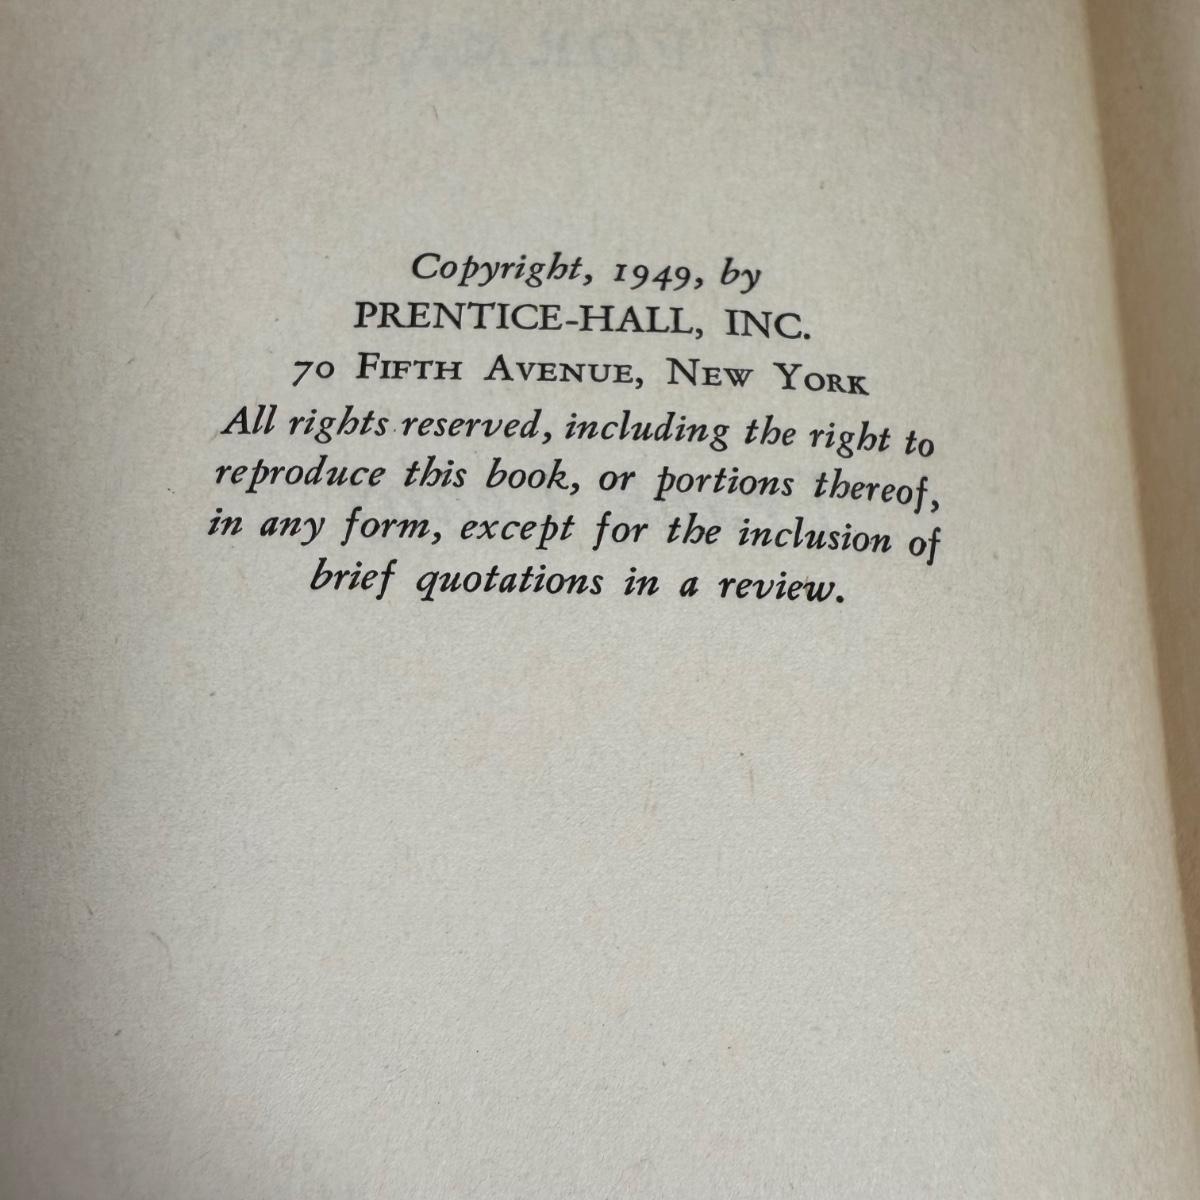 Copyright, 1949, by
PRENTICE-HALL, INC.
70 FIFTH AVENUE, NEW YORK
All rights reserved, including the right to
reproduce this book, or portions thereof,
in any form, except for the inclusion of
brief quotations in a review.